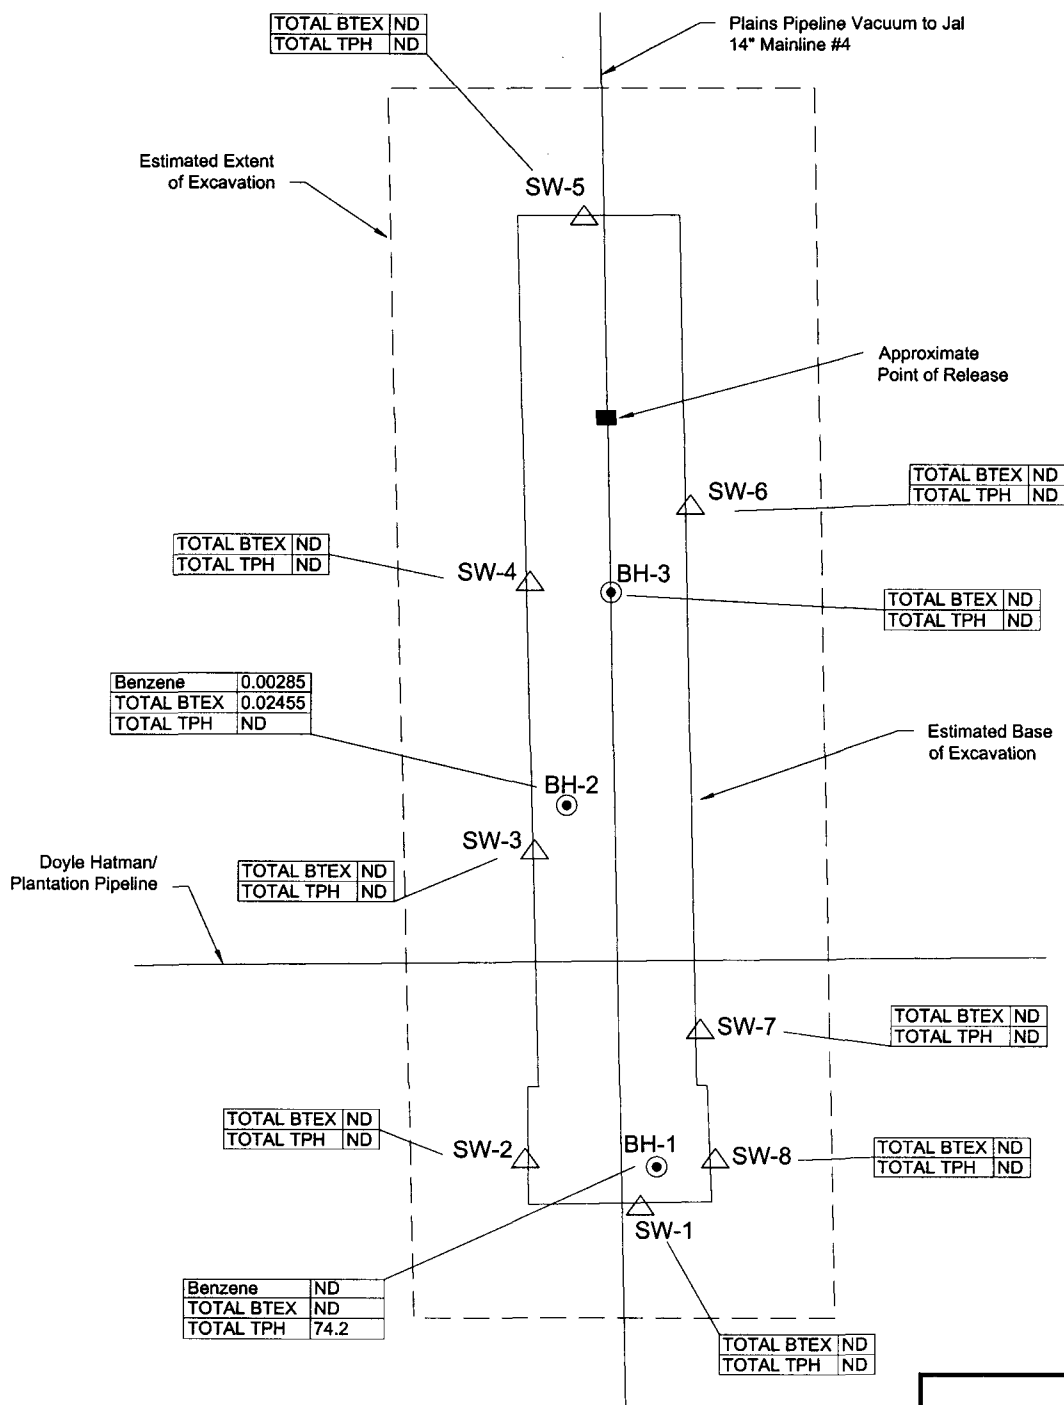 TOTAL BTEX ND
TOTAL TPH ND
Plains Pipeline Vacuum to Jal
14" Mainline #4
Estimated Extent
of Excavation
SW-5
Approximate
Point of Release
SW-6
TOTAL BTEX ND
TOTAL TPH ND
TOTAL BTEX ND
TOTAL TPH ND
SW-4
BH-3
TOTAL BTEX ND
TOTAL TPH ND
Benzene 0.00285
TOTAL BTEX 0.02455
TOTAL TPH ND
Estimated Base
of Excavation
BH-2
SW-3
Doyle Hatman/
Plantation Pipeline
TOTAL BTEX ND
TOTAL TPH ND
SW-7
TOTAL BTEX ND
TOTAL TPH ND
TOTAL BTEX ND
TOTAL TPH ND
SW-2
BH-1
SW-8
TOTAL BTEX ND
TOTAL TPH ND
SW-1
Benzene ND
TOTAL BTEX ND
TOTAL TPH 74.2
TOTAL BTEX ND
TOTAL TPH ND